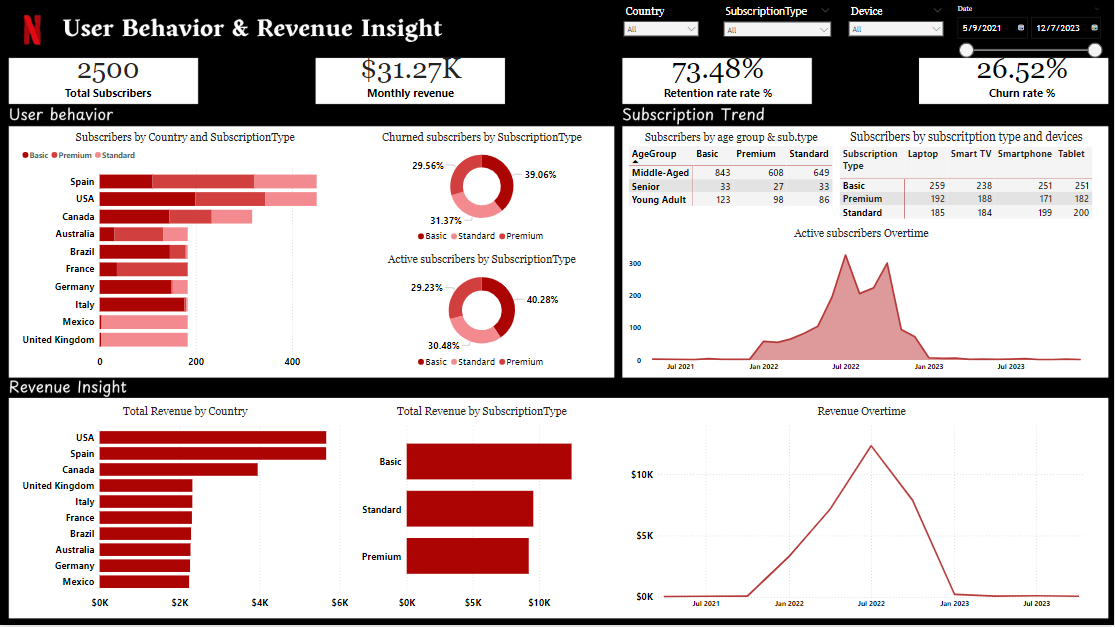 N
User Behavior & Revenue Insight
Country
All
SubscriptionType
All
Device
All
Date
5/9/2021
12/7/2023
2500
Total Subscribers
$31.27K
Monthly revenue
73.48%
Retention rate rate %
26.52%
Churn rate %
User behavior
Subscribers by Country and SubscriptionType
Basic Premium Standard
Spain
USA
Canada
Australia
Brazil
France
Germany
Italy
Mexico
United Kingdom
0 200 400
Churned subscribers by SubscriptionType
29.56%
39.06%
31.37%
Basic Standard Premium
Active subscribers by SubscriptionType
29.23%
40.28%
30.48%
Basic Standard Premium
Subscription Trend
Subscribers by age group & sub.type
AgeGroup Basic Premium Standard
Middle-Aged 843 608 649
Senior 33 27 33
Young Adult 123 98 86
Subscribers by subscritption type and devices
Subscription Type Laptop Smart TV Smartphone Tablet
Basic 259 238 251 251
Premium 192 188 171 182
Standard 185 184 199 200
Active subscribers Overtime
300
200
100
0
Jul 2021 Jan 2022 Jul 2022 Jan 2023 Jul 2023
Revenue Insight
Total Revenue by Country
USA
Spain
Canada
United Kingdom
Italy
France
Brazil
Australia
Germany
Mexico
$0K $2K $4K $6K
Total Revenue by SubscriptionType
Basic
Standard
Premium
$0K $5K $10K
Revenue Overtime
$10K
$5K
$0K
Jul 2021 Jan 2022 Jul 2022 Jan 2023 Jul 2023